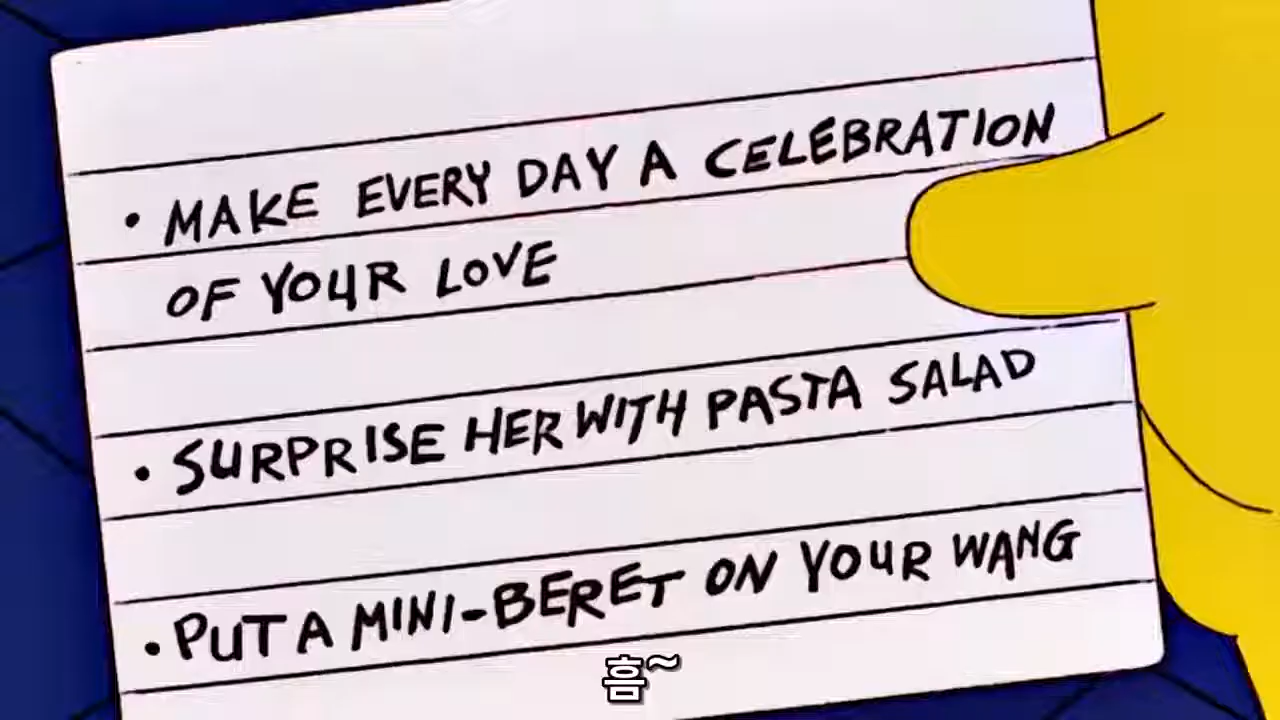 • MAKE EVERY DAY A CELEBRATION
OF YOUR LOVE
• SURPRISE HER WITH PASTA SALAD
• PUT A MINI-BERET ON YOUR WANG
흠~